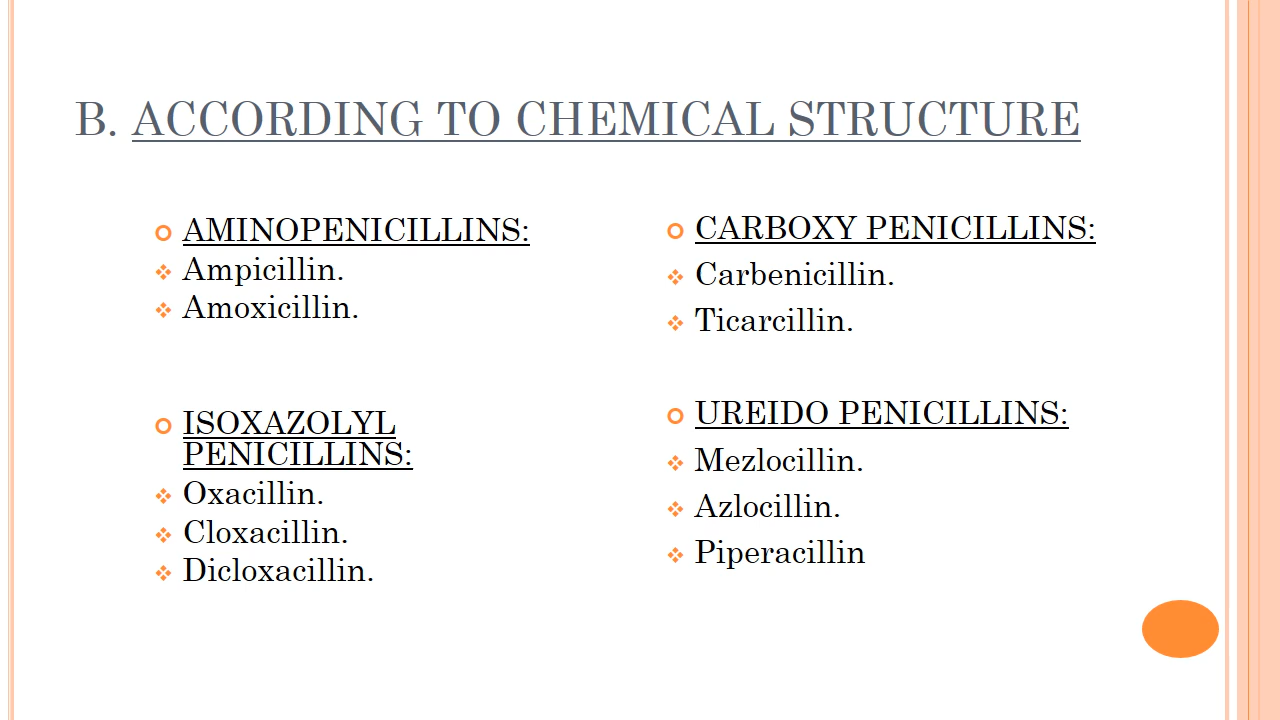 B. ACCORDING TO CHEMICAL STRUCTURE
AMINOPENICILLINS:
Ampicillin.
Amoxicillin.
ISOXAZOLYL
PENICILLINS:
Oxacillin.
Cloxacillin.
Dicloxacillin.
CARBOXY PENICILLINS:
Carbenicillin.
Ticarcillin.
UREIDO PENICILLINS:
Mezlocillin.
Azlocillin.
Piperacillin